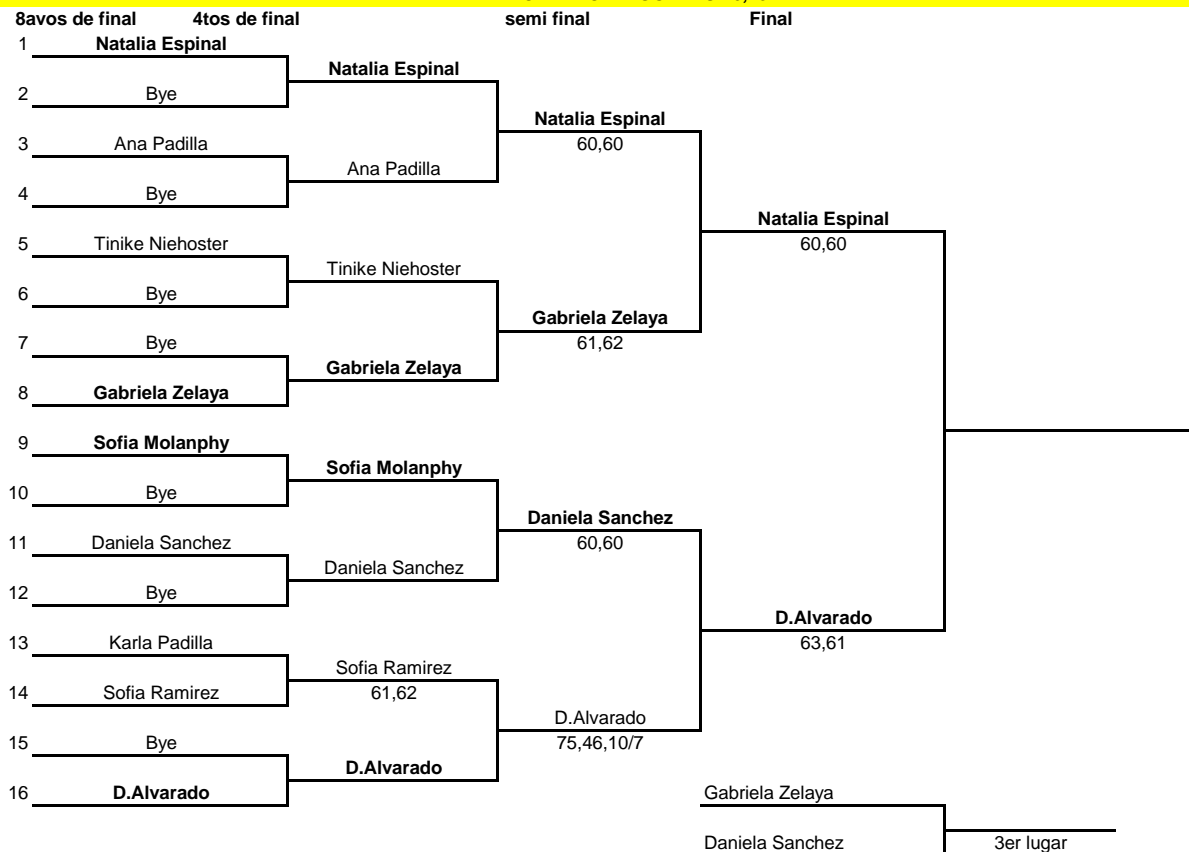 8avos de final 4tos de final semi final Final
1 Natalia Espinal
Natalia Espinal
2 Bye
Natalia Espinal
3 Ana Padilla 60,60
Ana Padilla
4 Bye
Natalia Espinal
5 Tinike Niehoster 60,60
Tinike Niehoster
6 Bye
Gabriela Zelaya
7 Bye 61,62
Gabriela Zelaya
8 Gabriela Zelaya
9 Sofia Molanphy
Sofia Molanphy
10 Bye
Daniela Sanchez
11 Daniela Sanchez 60,60
Daniela Sanchez
12 Bye
D.Alvarado
13 Karla Padilla 63,61
Sofia Ramirez
14 Sofia Ramirez 61,62
D.Alvarado
15 Bye 75,46,10/7
D.Alvarado
16 D.Alvarado Gabriela Zelaya
Daniela Sanchez 3er lugar